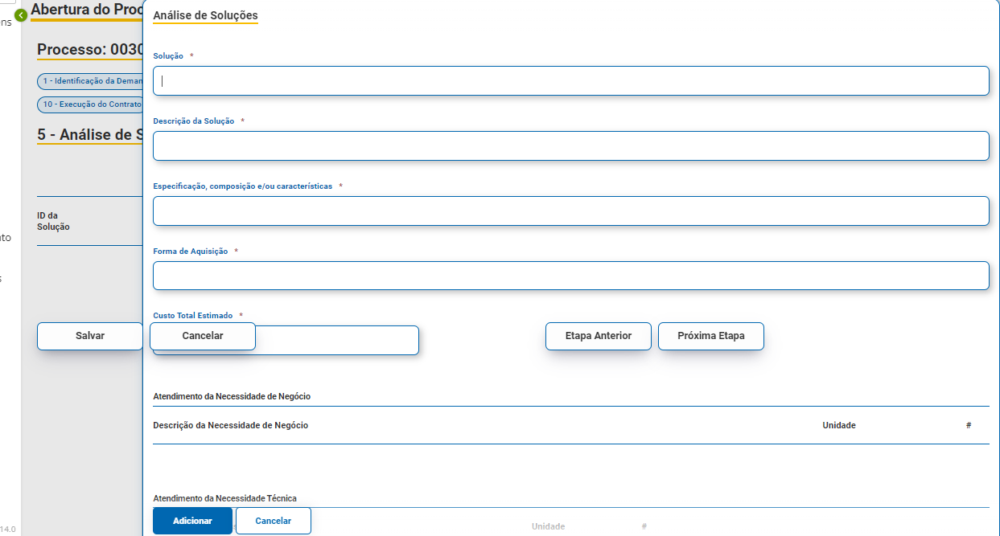 Abertura do Proc
ens
Processo: 0030
1 - Identificação da Deman
10 - Execução do Contrato
5 - Análise de S
ID da
Solução
nto
s
14.0
Análise de Soluções
Solução *
Descrição da Solução *
Especificação, composição e/ou características *
Forma de Aquisição *
Custo Total Estimado *
Salvar Cancelar Etapa Anterior Próxima Etapa
Atendimento da Necessidade de Negócio
Descrição da Necessidade de Negócio Unidade #
Atendimento da Necessidade Técnica
Adicionar Cancelar Unidade #